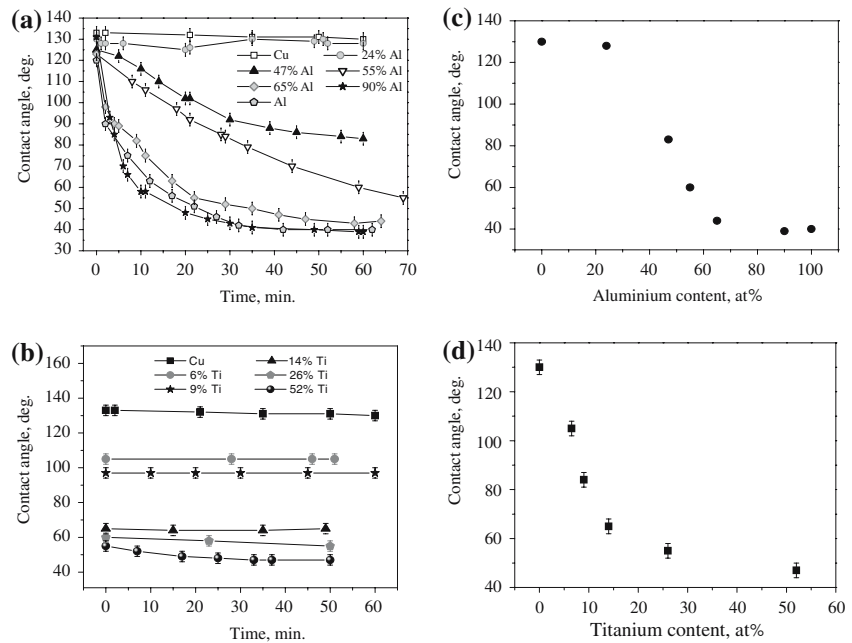 (a)
140
130
120
110
100
90
80
70
60
50
40
30
Contact angle, deg.
Cu
24% Al
47% Al
55% Al
65% Al
90% Al
Al
0 10 20 30 40 50 60 70
Time, min.
(c)
140
120
100
80
60
40
Contact angle, deg.
0 20 40 60 80 100
Aluminium content, at%
(b)
160
140
120
100
80
60
40
Contact angle, deg.
Cu
14% Ti
6% Ti
26% Ti
9% Ti
52% Ti
0 10 20 30 40 50 60
Time, min.
(d)
140
120
100
80
60
40
Contact angle, deg.
0 10 20 30 40 50 60
Titanium content, at%